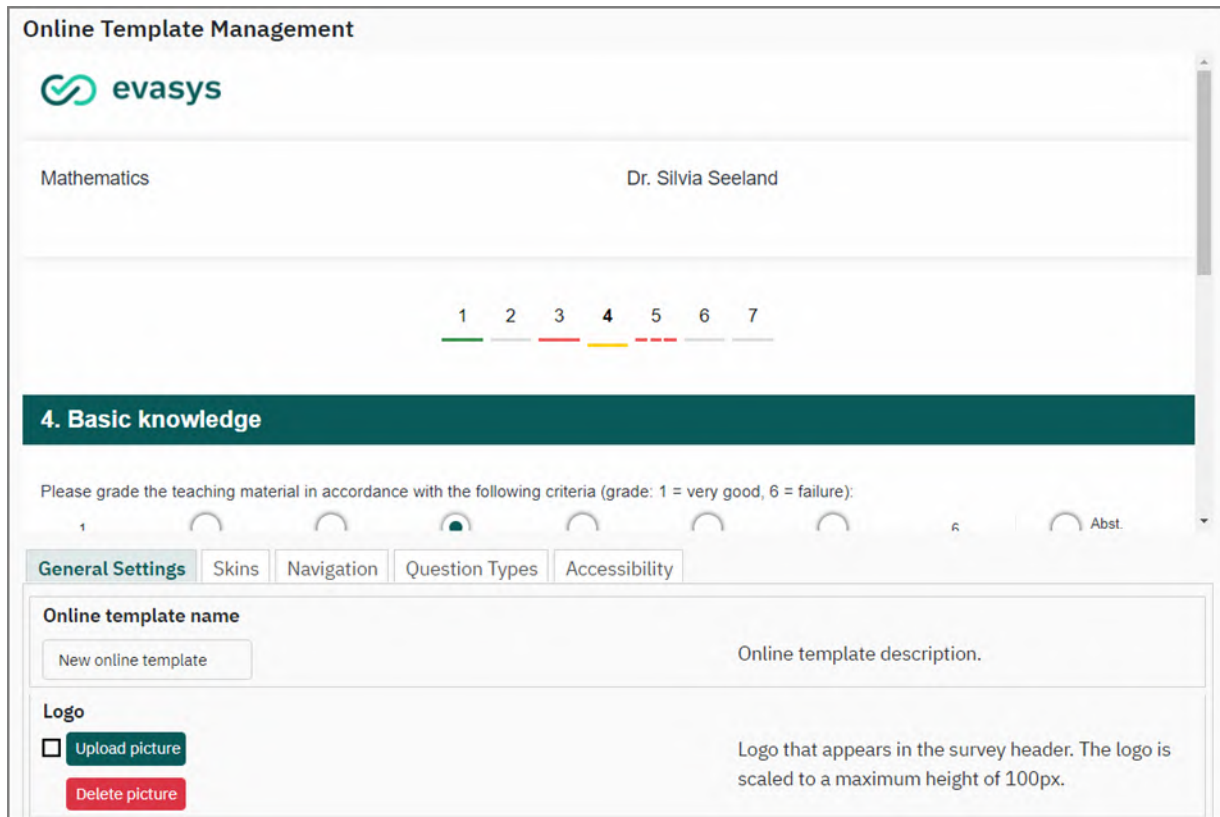 Online Template Management
evasys
Mathematics
Dr. Silvia Seeland
1 2 3 4 5 6 7
4. Basic knowledge
Please grade the teaching material in accordance with the following criteria (grade: 1 = very good, 6 = failure):
1 6 Abst.
General Settings Skins Navigation Question Types Accessibility
Online template name
New online template
Online template description.
Logo
Upload picture
Delete picture
Logo that appears in the survey header. The logo is
scaled to a maximum height of 100px.